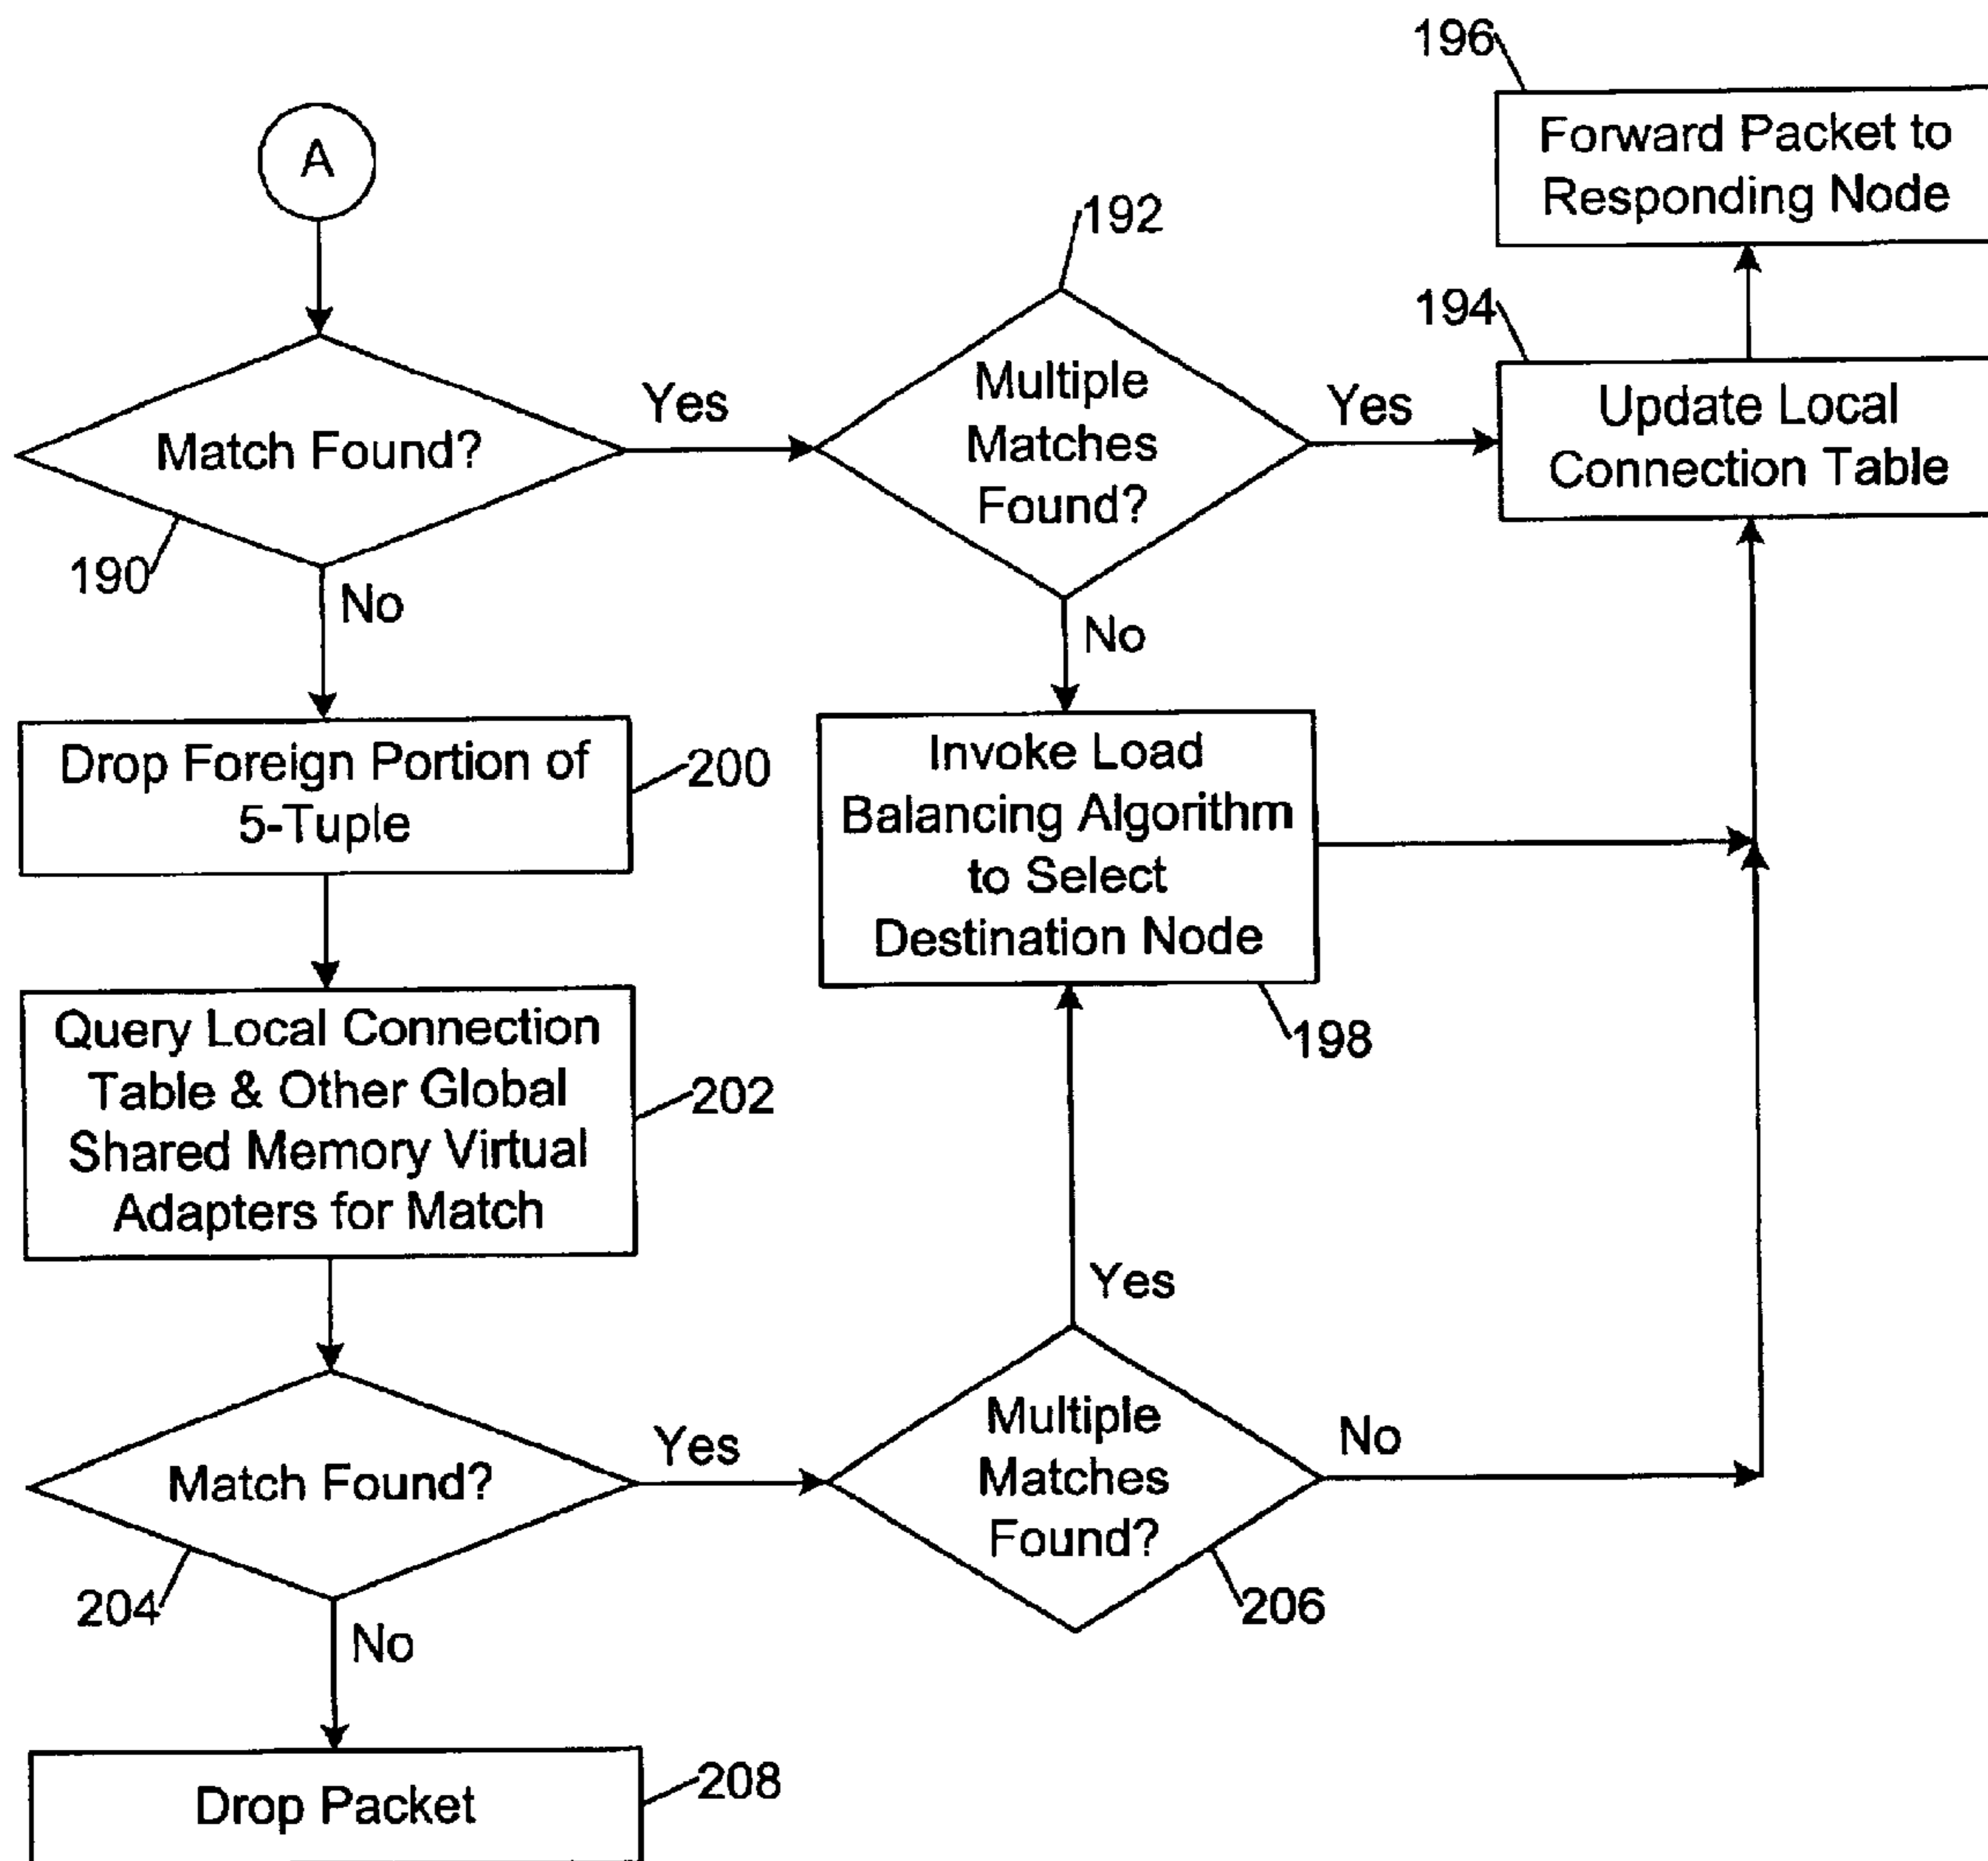 196
Forward Packet to
Responding Node
A
192
194
Multiple
Matches
Found?
Yes
Yes
Update Local
Connection Table
Match Found?
190
No
No
Drop Foreign Portion of
5-Tuple
200
Invoke Load
Balancing Algorithm
to Select
Destination Node
198
Query Local Connection
Table & Other Global
Shared Memory Virtual
Adapters for Match
202
Yes
Match Found?
204
Yes
Multiple
Matches
Found?
No
206
No
Drop Packet
208